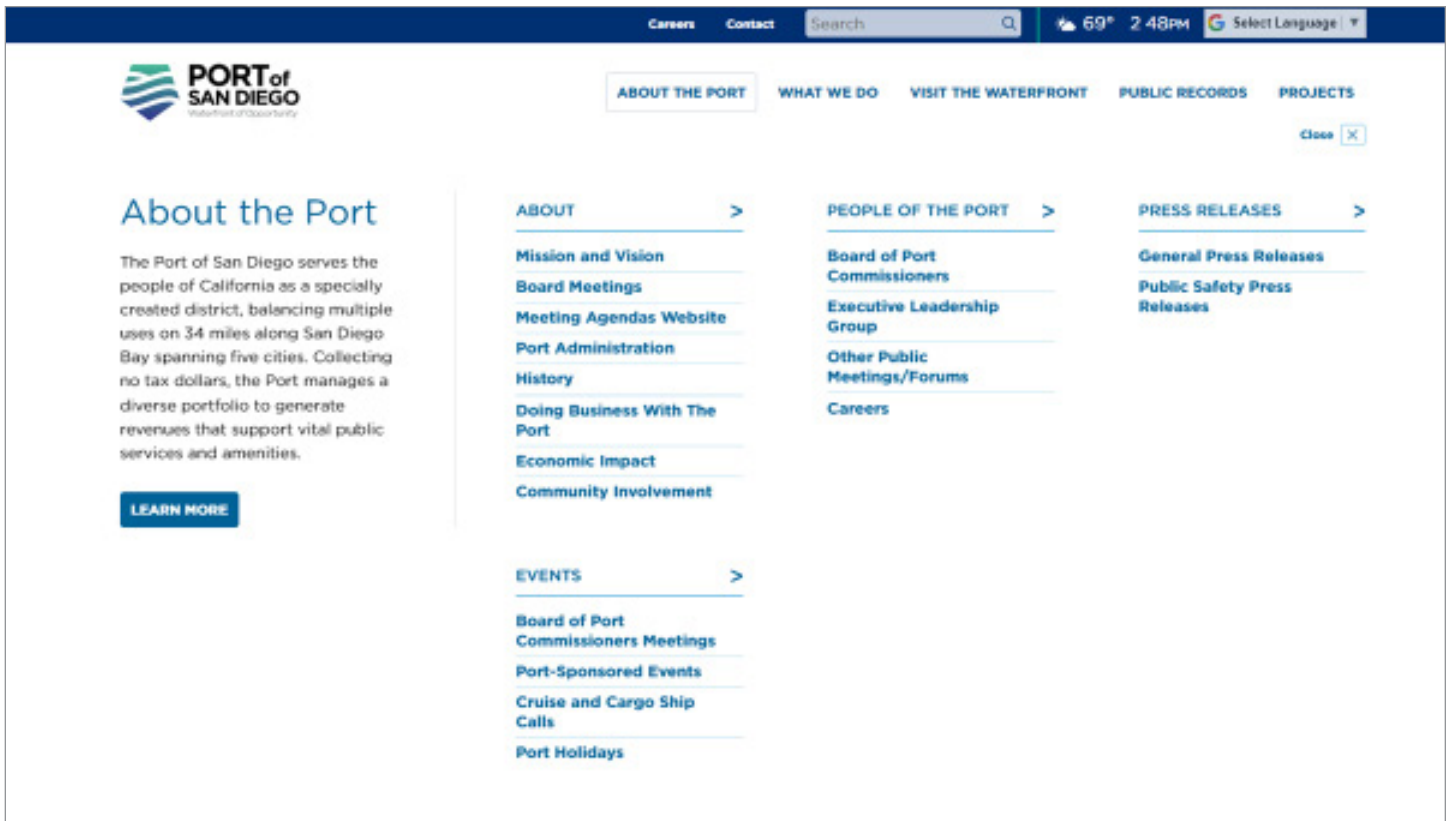 Careers Contact Search 69° 2 48PM Select Language ▼
PORT of
SAN DIEGO
Waterfront of Opportunity
ABOUT THE PORT WHAT WE DO VISIT THE WATERFRONT PUBLIC RECORDS PROJECTS
Close X
About the Port
The Port of San Diego serves the
people of California as a specially
created district, balancing multiple
uses on 34 miles along San Diego
Bay spanning five cities. Collecting
no tax dollars, the Port manages a
diverse portfolio to generate
revenues that support vital public
services and amenities.
LEARN MORE
ABOUT >
Mission and Vision
Board Meetings
Meeting Agendas Website
Port Administration
History
Doing Business With The
Port
Economic Impact
Community Involvement
EVENTS >
Board of Port
Commissioners Meetings
Port-Sponsored Events
Cruise and Cargo Ship
Calls
Port Holidays
PEOPLE OF THE PORT >
Board of Port
Commissioners
Executive Leadership
Group
Other Public
Meetings/Forums
Careers
PRESS RELEASES >
General Press Releases
Public Safety Press
Releases